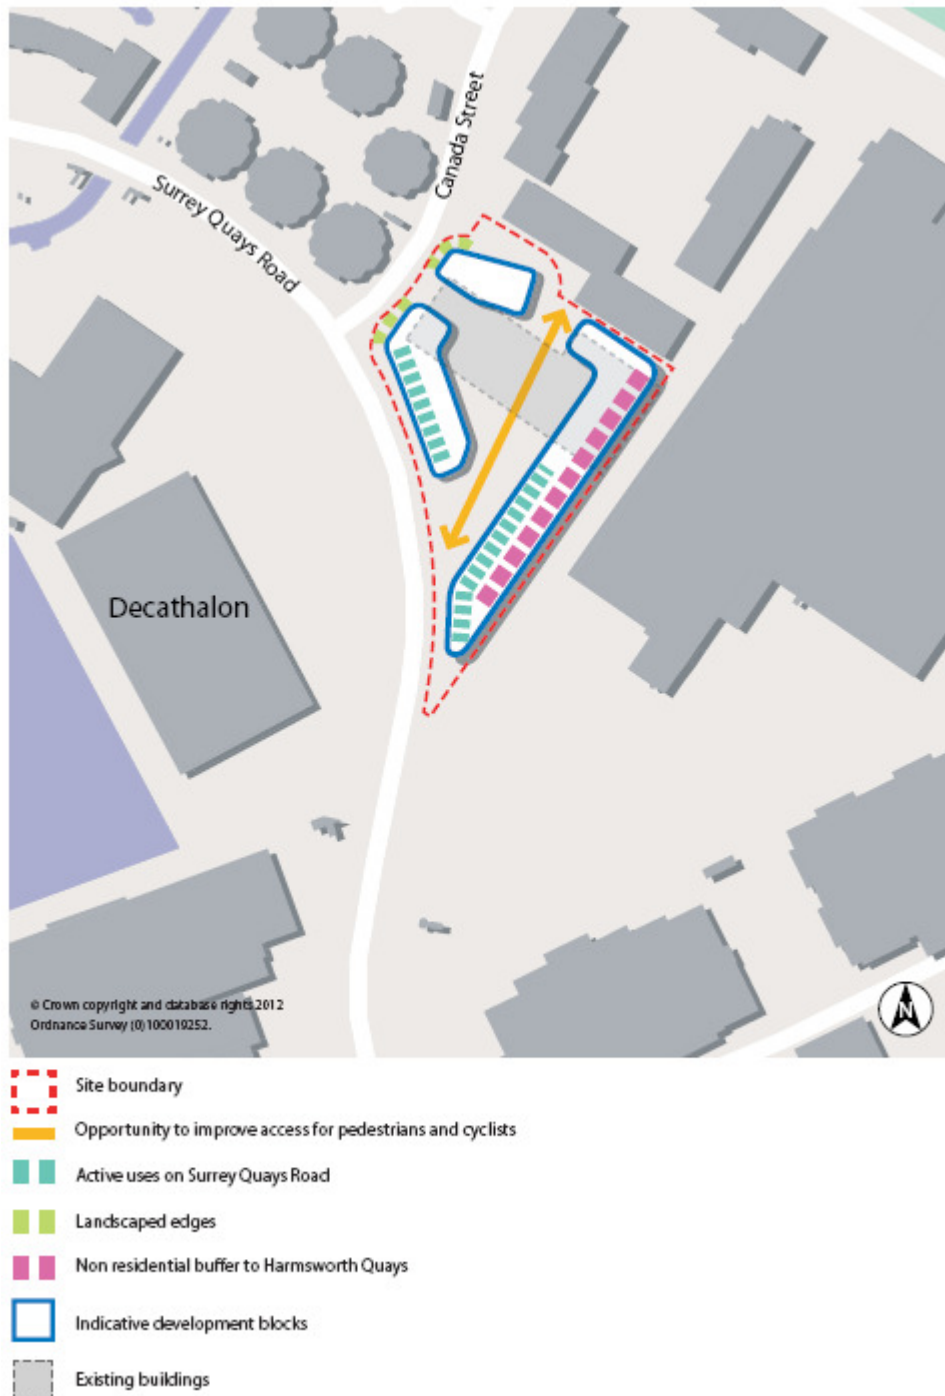 Canada Street
Surrey Quays Road
Decathalon
© Crown copyright and database rights 2012
Ordnance Survey (0)100019252.
N
Site boundary
Opportunity to improve access for pedestrians and cyclists
Active uses on Surrey Quays Road
Landscaped edges
Non residential buffer to Harmsworth Quays
Indicative development blocks
Existing buildings